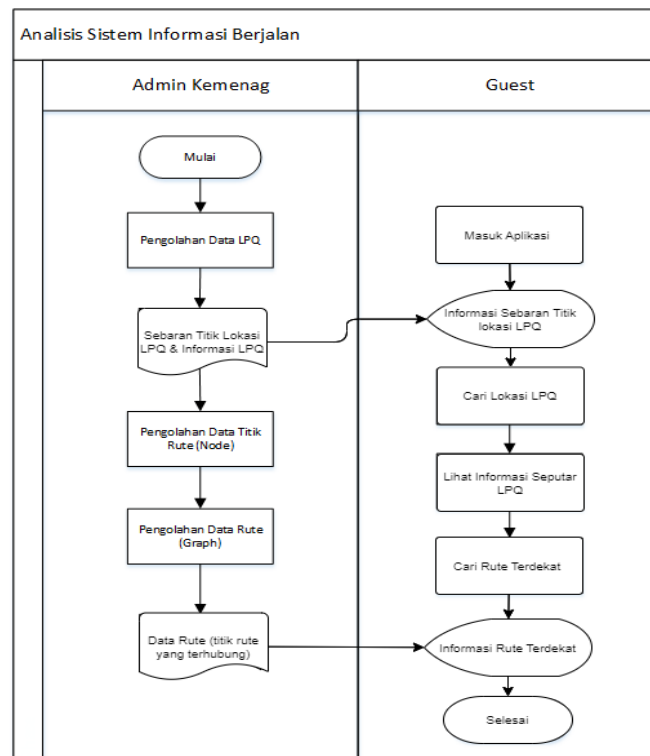 Analisis Sistem Informasi Berjalan
Admin Kemenag
Guest
Mulai
Pengolahan Data LPQ
Sebaran Titik Lokasi
LPQ & Informasi LPQ
Pengolahan Data Titik
Rute (Node)
Pengolahan Data Rute
(Graph)
Data Rute (titik rute
yang terhubung)
Masuk Aplikasi
Informasi Sebaran Titik
lokasi LPQ
Cari Lokasi LPQ
Lihat Informasi Seputar
LPQ
Cari Rute Terdekat
Informasi Rute Terdekat
Selesai